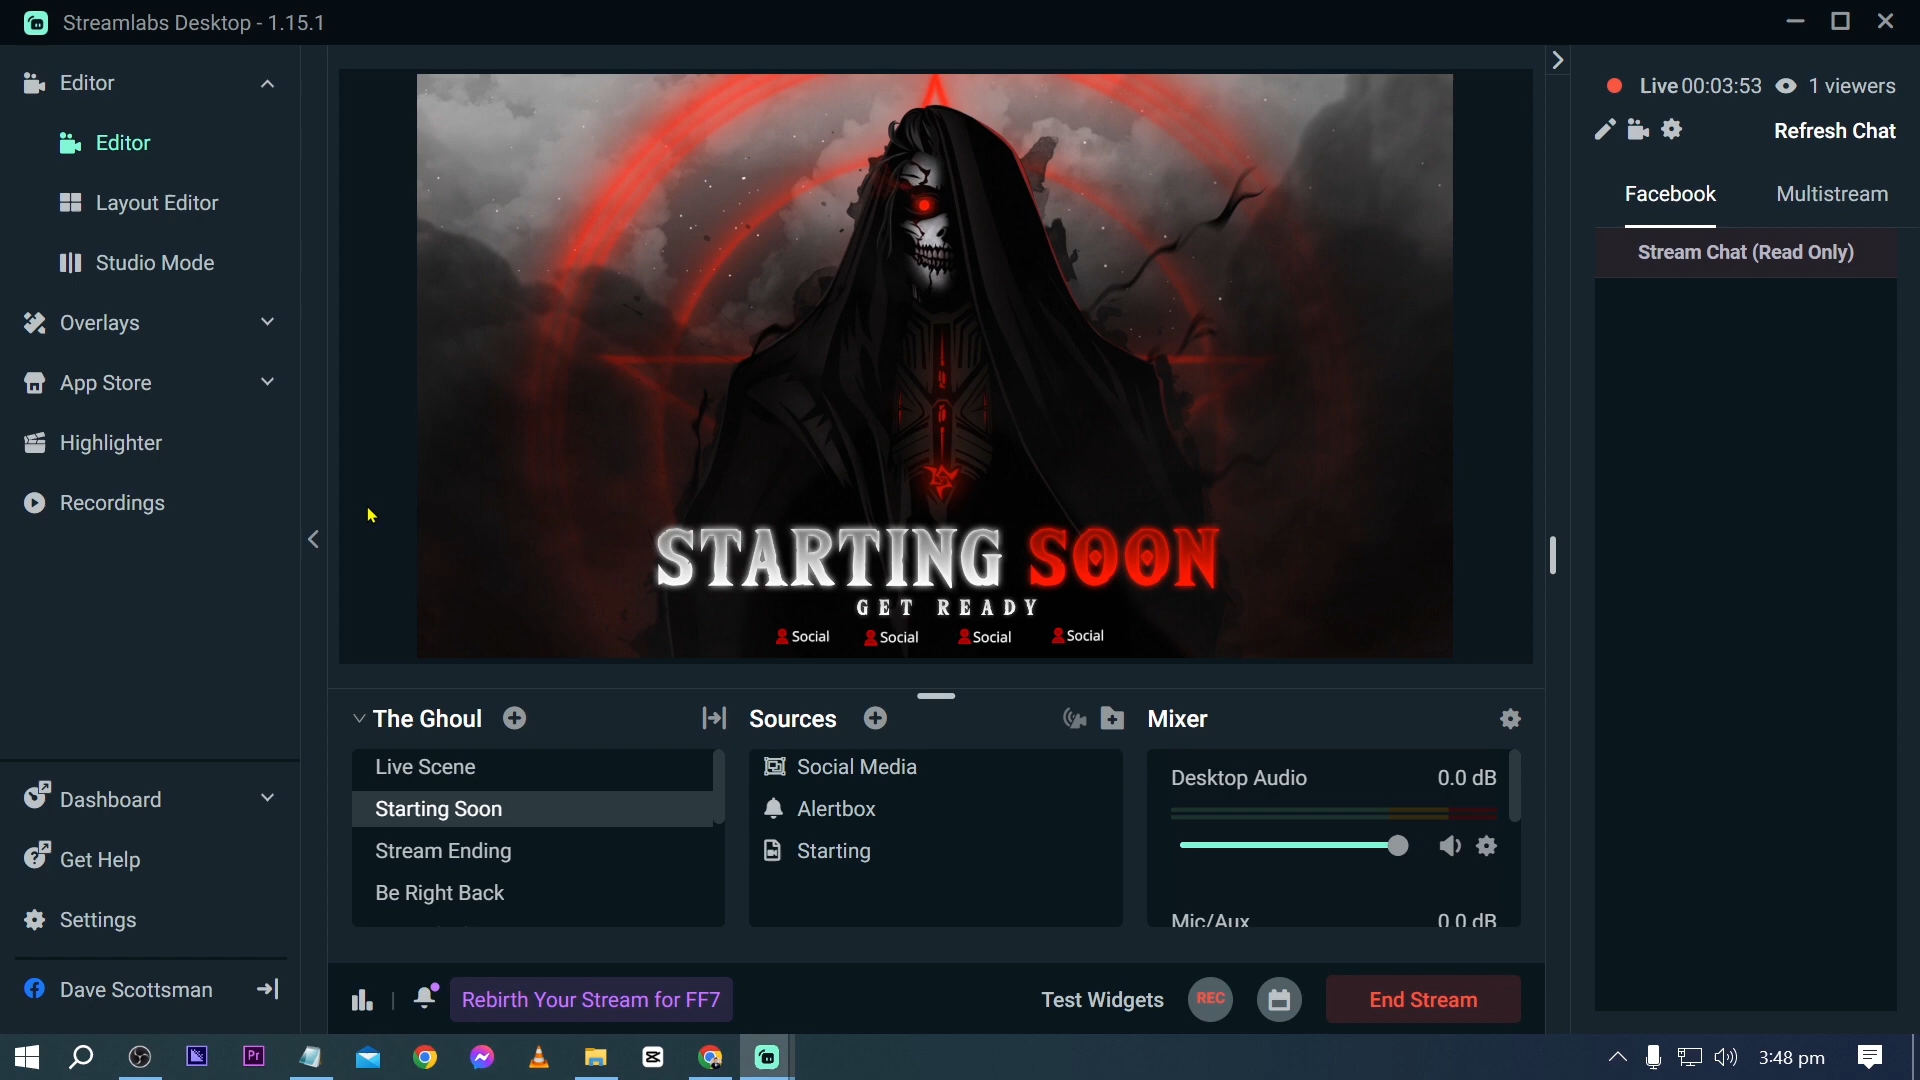 Streamlabs Desktop - 1.15.1
Editor
Editor
Layout Editor
Studio Mode
Overlays
App Store
Highlighter
Recordings
Dashboard
Get Help
Settings
Dave Scottsman
STARTING SOON
GET READY
Social Social Social Social
The Ghoul
Live Scene
Starting Soon
Stream Ending
Be Right Back
Sources
Social Media
Alertbox
Starting
Mixer
Desktop Audio 0.0 dB
Mic/Aux 0.0 dB
Rebirth Your Stream for FF7
Test Widgets
REC
End Stream
Live 00:03:53 1 viewers
Refresh Chat
Facebook Multistream
Stream Chat (Read Only)
Pr
3:48 pm